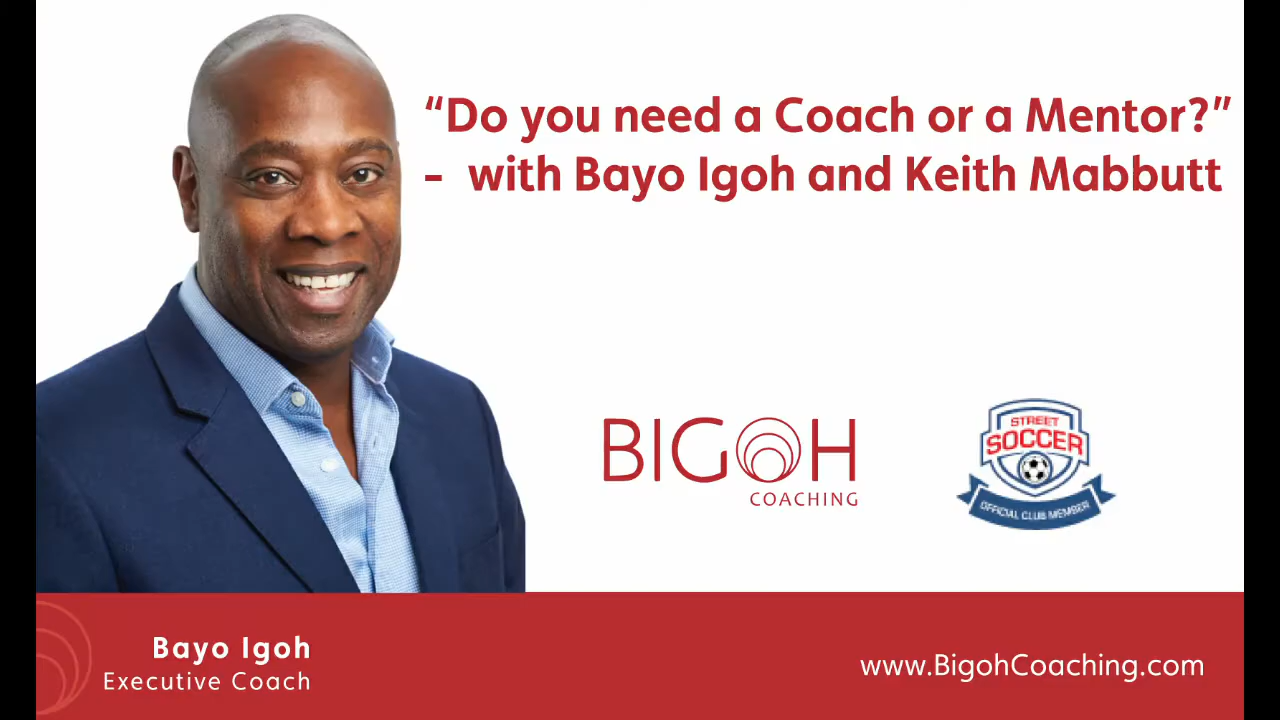 “Do you need a Coach or a Mentor?”
- with Bayo Igoh and Keith Mabbutt
BIGOH
COACHING
STREET
SOCCER
OFFICIAL CLUB MEMBER
Bayo Igoh
Executive Coach
www.BigohCoaching.com